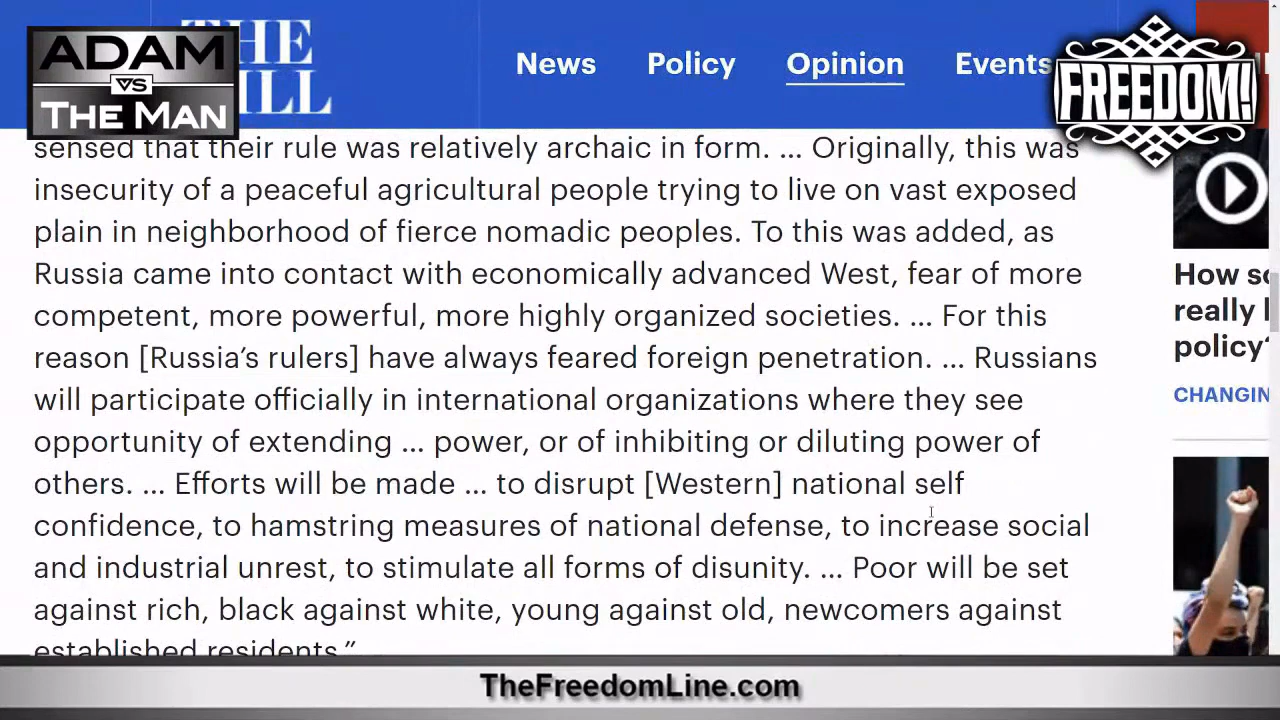 ADAM
VS
THE MAN
HE
ILL
News Policy Opinion Events
FREEDOM!
sensed that their rule was relatively archaic in form. ... Originally, this was
insecurity of a peaceful agricultural people trying to live on vast exposed
plain in neighborhood of fierce nomadic peoples. To this was added, as
Russia came into contact with economically advanced West, fear of more
competent, more powerful, more highly organized societies. ... For this
reason [Russia’s rulers] have always feared foreign penetration. ... Russians
will participate officially in international organizations where they see
opportunity of extending ... power, or of inhibiting or diluting power of
others. ... Efforts will be made ... to disrupt [Western] national self
confidence, to hamstring measures of national defense, to increase social
and industrial unrest, to stimulate all forms of disunity. ... Poor will be set
against rich, black against white, young against old, newcomers against
established residents.”
How so
really
policy?
CHANGIN
TheFreedomLine.com